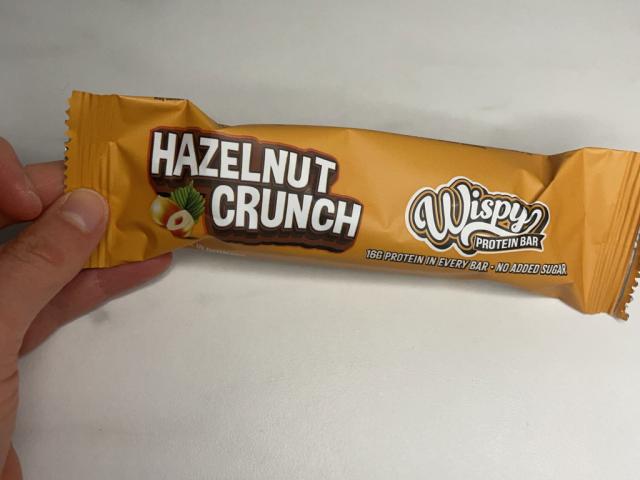 HAZELNUT
CRUNCH
Wispy
PROTEIN BAR
16G PROTEIN IN EVERY BAR - NO ADDED SUGAR